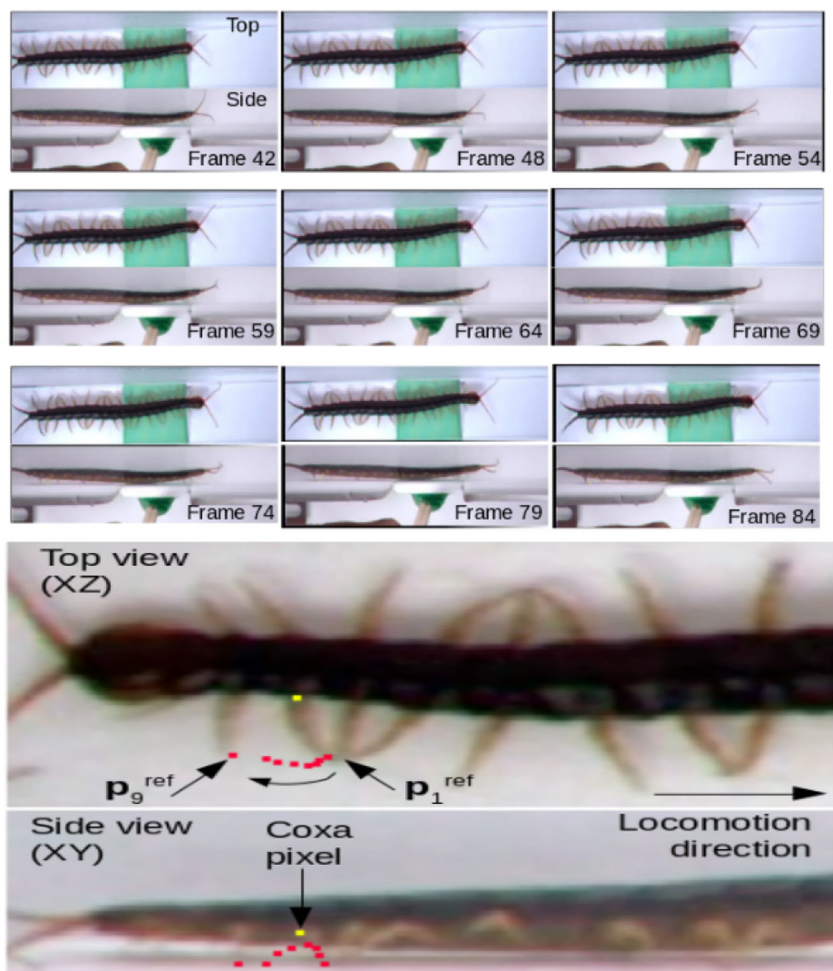 Top
Side
Frame 42
Frame 48
Frame 54
Frame 59
Frame 64
Frame 69
Frame 74
Frame 79
Frame 84
Top view
(XZ)
p₉ʳᵉᶠ
p₁ʳᵉᶠ
Side view
(XY)
Coxa
pixel
Locomotion
direction